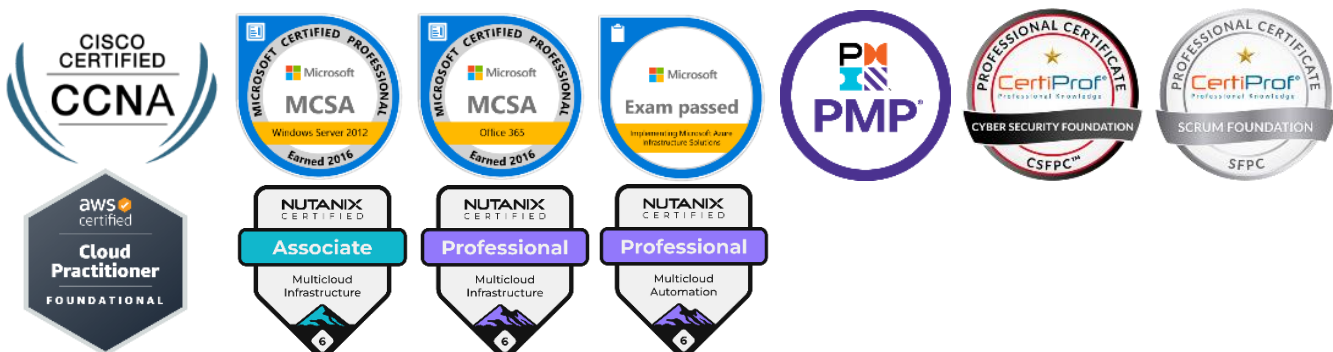 CISCO
CERTIFIED
CCNA
MICROSOFT CERTIFIED PROFESSIONAL
Microsoft
MCSA
Windows Server 2012
Earned 2016
MICROSOFT CERTIFIED PROFESSIONAL
Microsoft
MCSA
Office 365
Earned 2016
Microsoft
Exam passed
Implementing Microsoft Azure
Infrastructure Solutions
PM
PMP®
PROFESSIONAL CERTIFICATE
CertiProf®
Professional Knowledge
CYBER SECURITY FOUNDATION
CSFPC™
PROFESSIONAL CERTIFICATE
CertiProf®
Professional Knowledge
SCRUM FOUNDATION
SFPC
aws
certified
Cloud
Practitioner
FOUNDATIONAL
NUTANIX
CERTIFIED
Associate
Multicloud
Infrastructure
6
NUTANIX
CERTIFIED
Professional
Multicloud
Infrastructure
6
NUTANIX
CERTIFIED
Professional
Multicloud
Automation
6